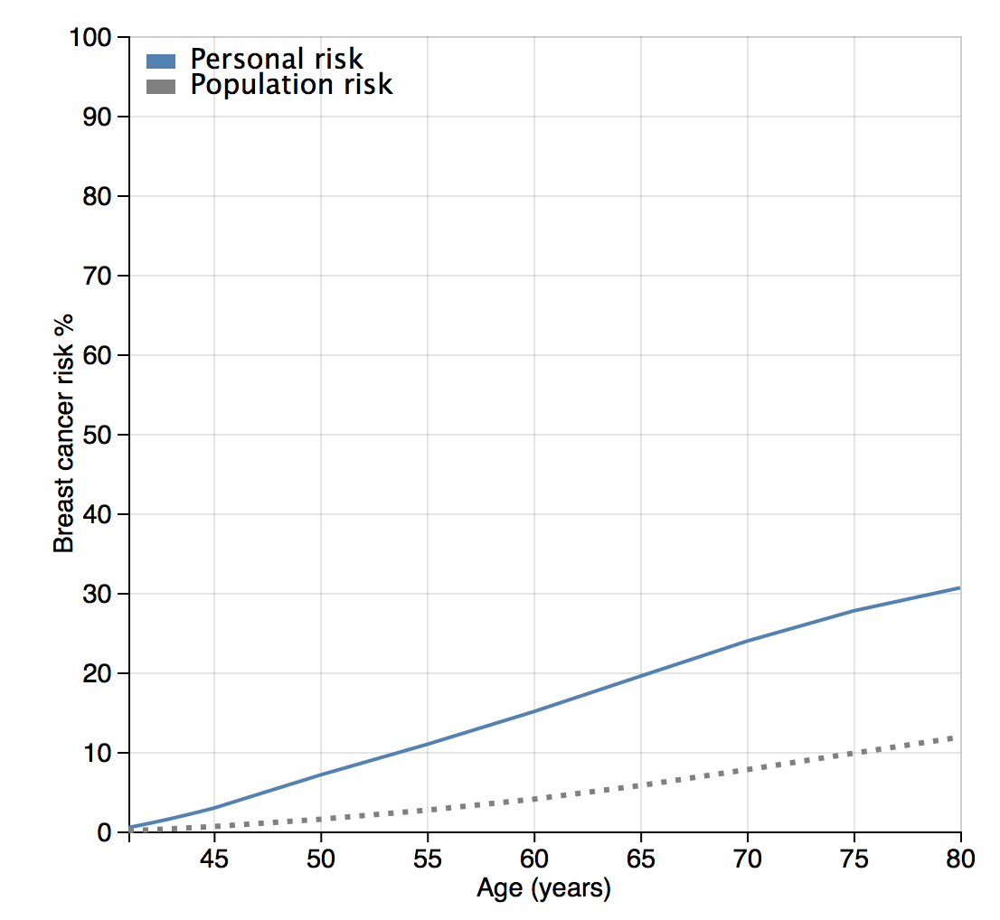 100
Personal risk
Population risk
90
80
70
60
50
40
30
20
10
0
Breast cancer risk %
45 50 55 60 65 70 75 80
Age (years)